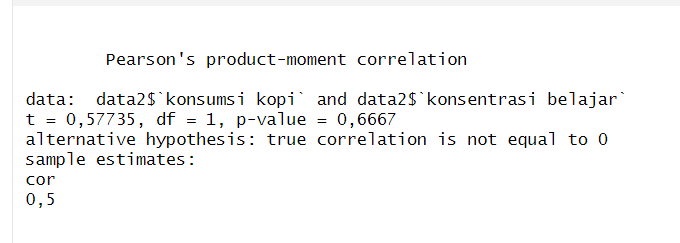 Pearson's product-moment correlation
data: data2$`konsumsi kopi` and data2$`konsentrasi belajar`
t = 0,57735, df = 1, p-value = 0,6667
alternative hypothesis: true correlation is not equal to 0
sample estimates:
cor
0,5